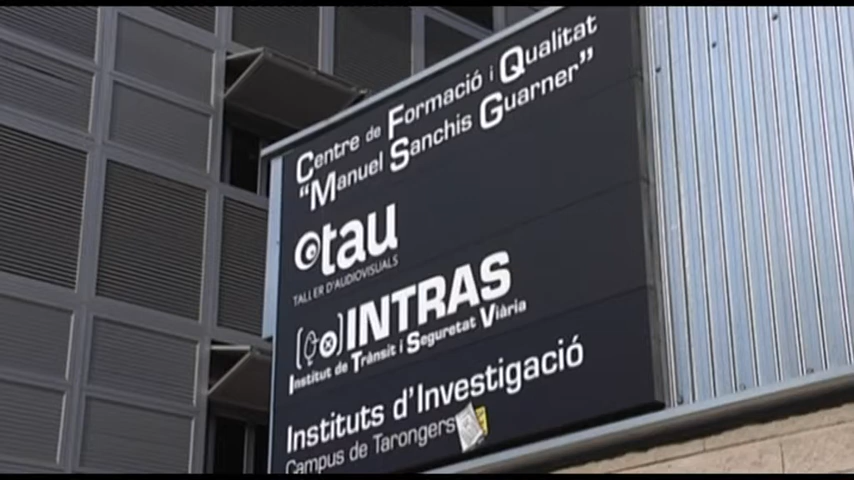 Centre de Formació i Qualitat
"Manuel Sanchis Guarner"
tau
TALLER D'AUDIOVISUALS
INTRAS
Institut de Trànsit i Seguretat Viària
Instituts d'Investigació
Campus de Tarongers